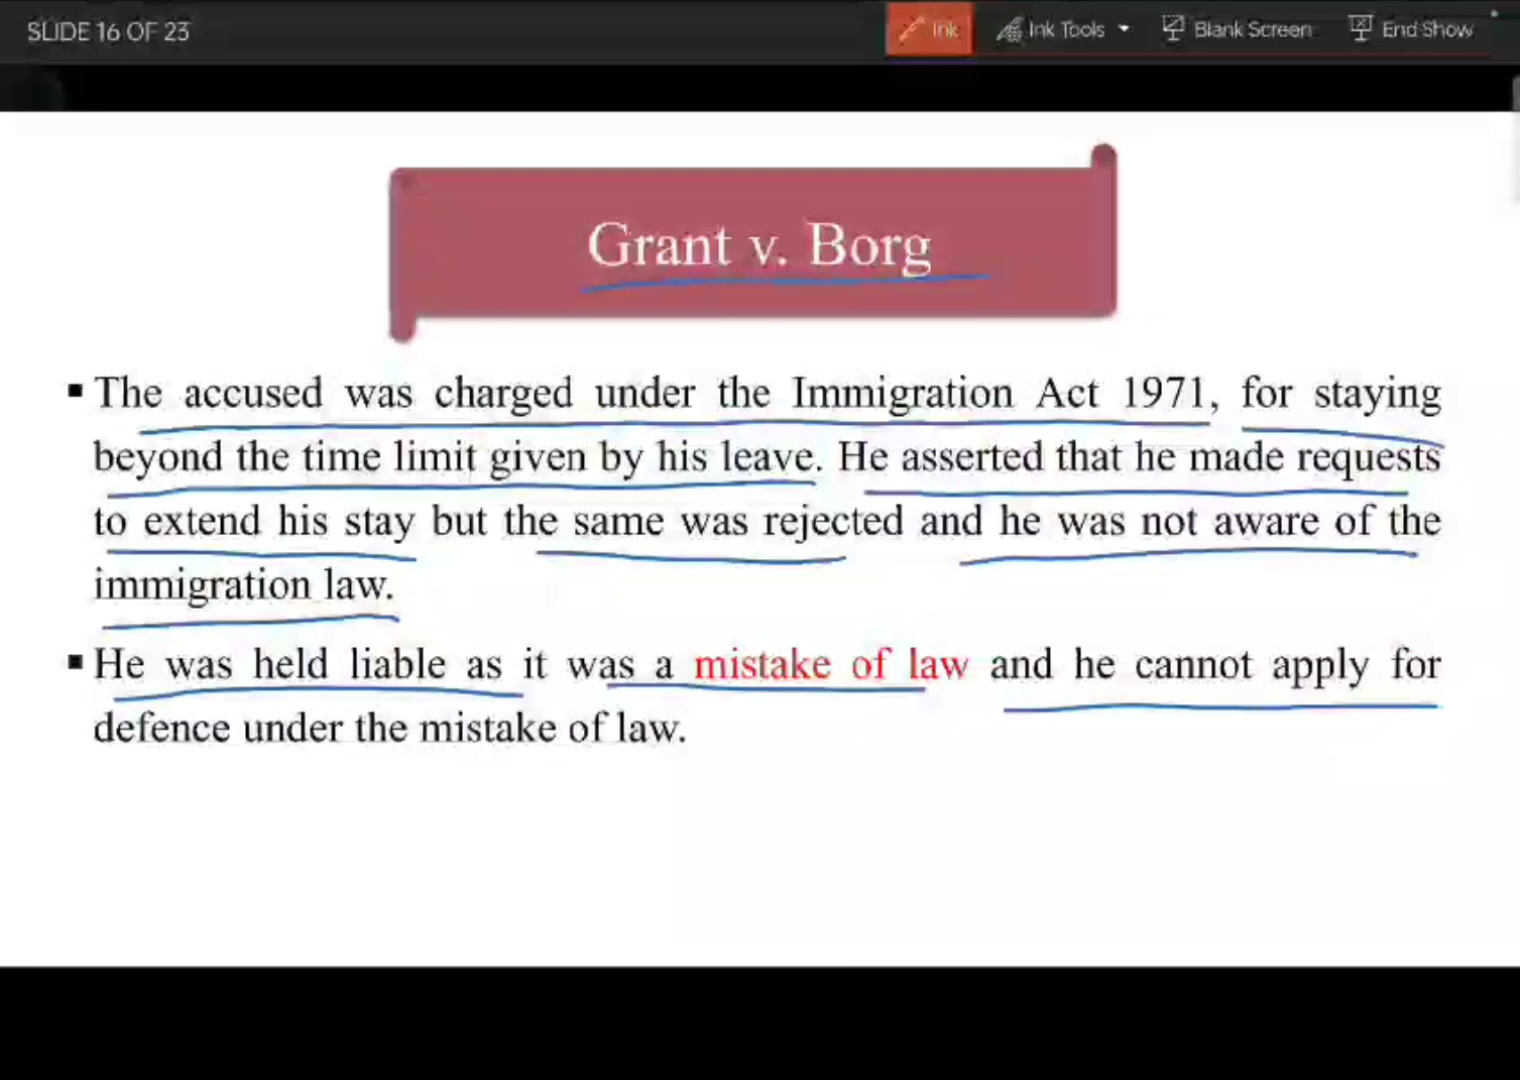 SLIDE 16 OF 23
Ink
Ink Tools
Blank Screen
End Show
Grant v. Borg
▪ The accused was charged under the Immigration Act 1971, for staying
beyond the time limit given by his leave. He asserted that he made requests
to extend his stay but the same was rejected and he was not aware of the
immigration law.
▪ He was held liable as it was a mistake of law and he cannot apply for
defence under the mistake of law.